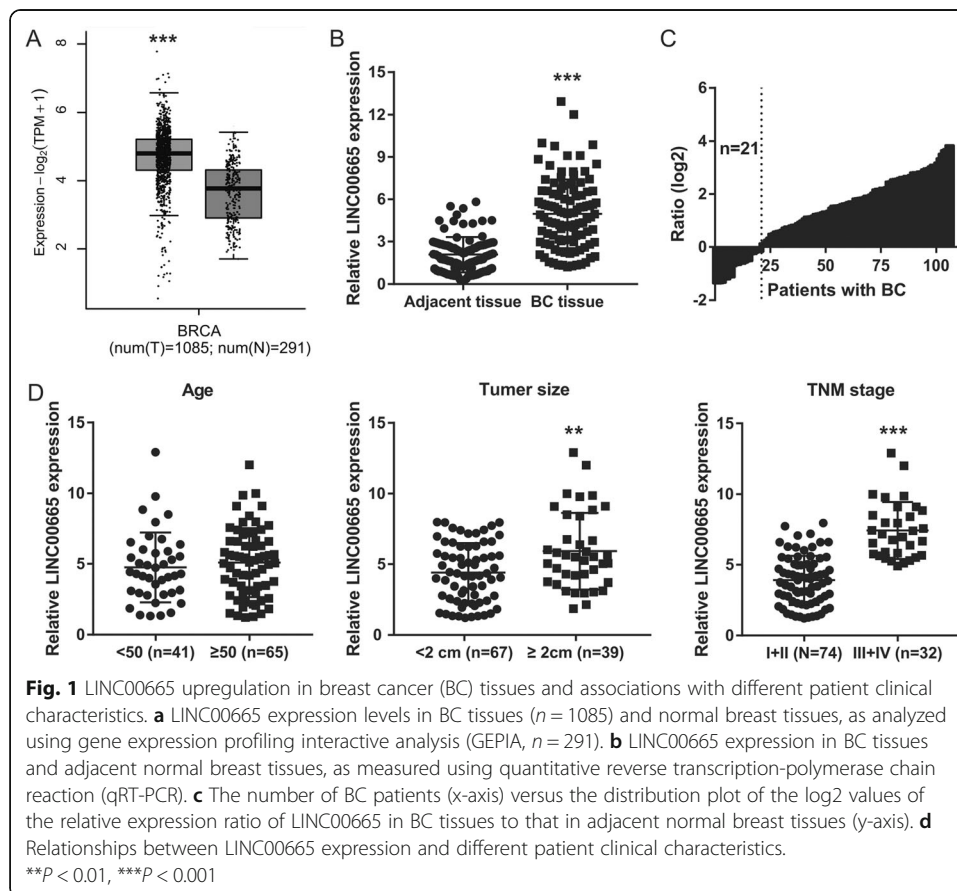 A
***
Expression – log2(TPM + 1)
8
6
4
2
BRCA
(num(T)=1085; num(N)=291)
B
***
Relative LINC00665 expression
15
12
9
6
3
0
Adjacent tissue BC tissue
C
Ratio (log2)
6
4
2
0
-2
n=21
25 50 75 100
Patients with BC
D
Age
Relative LINC00665 expression
15
10
5
0
<50 (n=41) ≥50 (n=65)
Tumer size
**
Relative LINC00665 expression
15
10
5
0
<2 cm (n=67) ≥ 2cm (n=39)
TNM stage
***
Relative LINC00665 expression
15
10
5
0
I+II (N=74) III+IV (n=32)
Fig. 1 LINC00665 upregulation in breast cancer (BC) tissues and associations with different patient clinical
characteristics. a LINC00665 expression levels in BC tissues (n = 1085) and normal breast tissues, as analyzed
using gene expression profiling interactive analysis (GEPIA, n = 291). b LINC00665 expression in BC tissues
and adjacent normal breast tissues, as measured using quantitative reverse transcription-polymerase chain
reaction (qRT-PCR). c The number of BC patients (x-axis) versus the distribution plot of the log2 values of
the relative expression ratio of LINC00665 in BC tissues to that in adjacent normal breast tissues (y-axis). d
Relationships between LINC00665 expression and different patient clinical characteristics.
**P < 0.01, ***P < 0.001